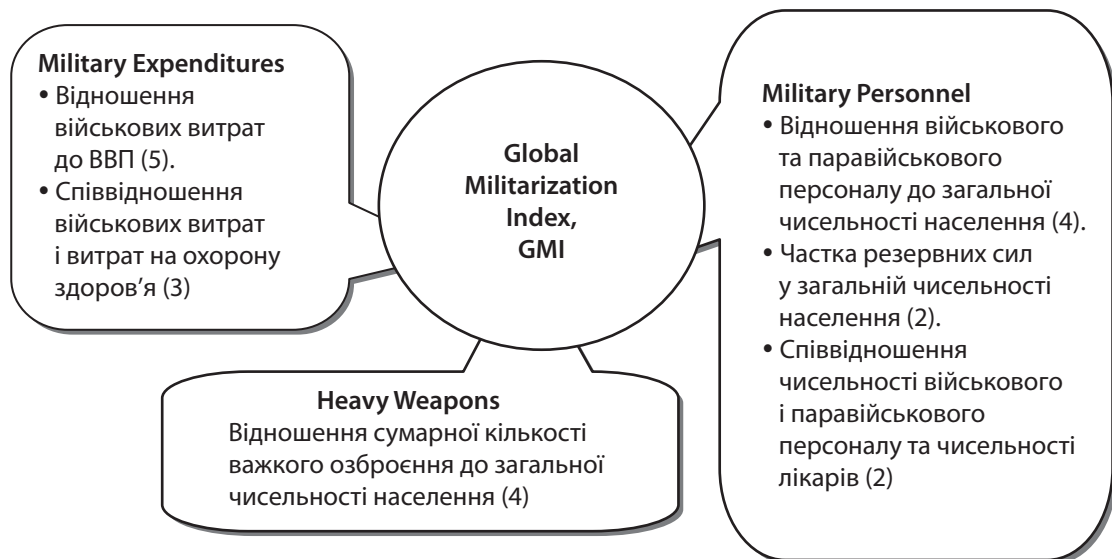 Military Expenditures
• Відношення
військових витрат
до ВВП (5).
• Співвідношення
військових витрат
і витрат на охорону
здоров’я (3)
Global
Militarization
Index,
GMI
Military Personnel
• Відношення військового
та паравійськового
персоналу до загальної
чисельності населення (4).
• Частка резервних сил
у загальній чисельності
населення (2).
• Співвідношення
чисельності військового
і паравійськового
персоналу та чисельності
лікарів (2)
Heavy Weapons
Відношення сумарної кількості
важкого озброєння до загальної
чисельності населення (4)